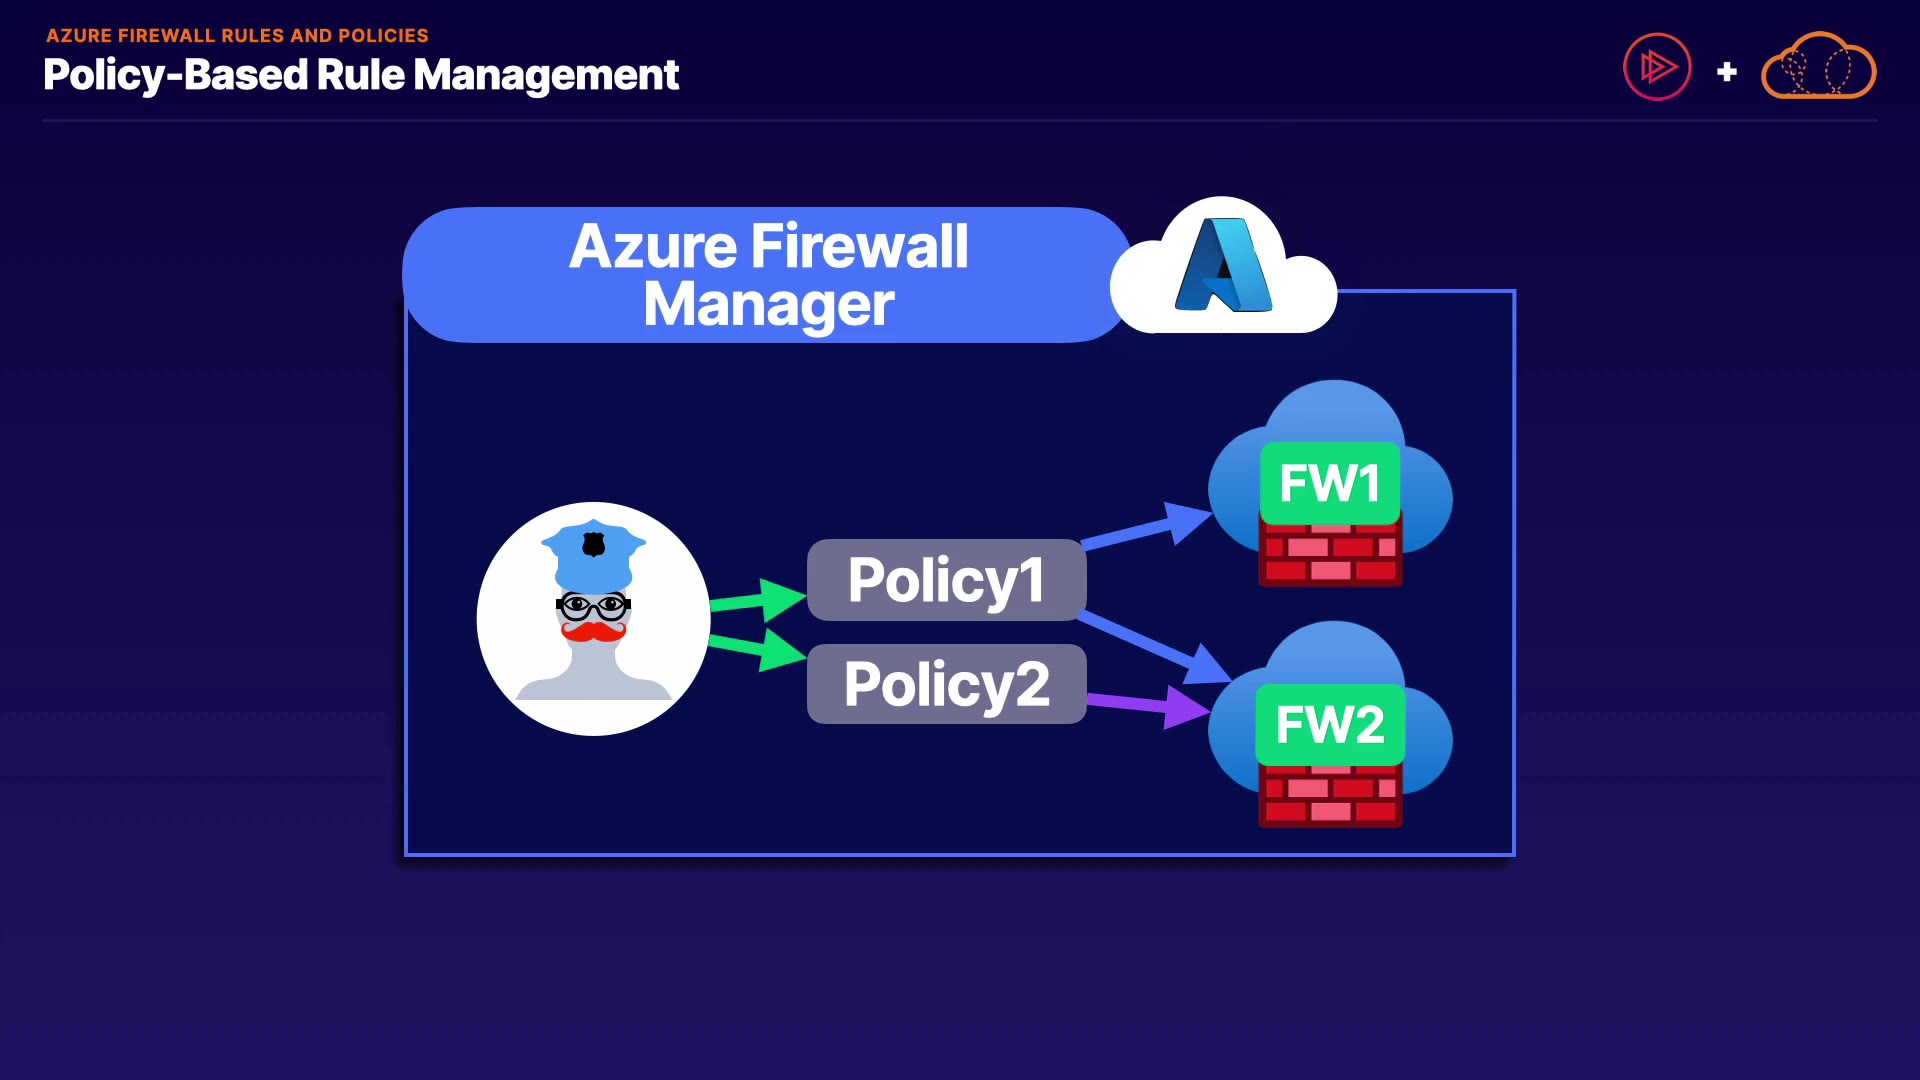 AZURE FIREWALL RULES AND POLICIES
Policy-Based Rule Management
Azure Firewall
Manager
FW1
Policy1
Policy2
FW2